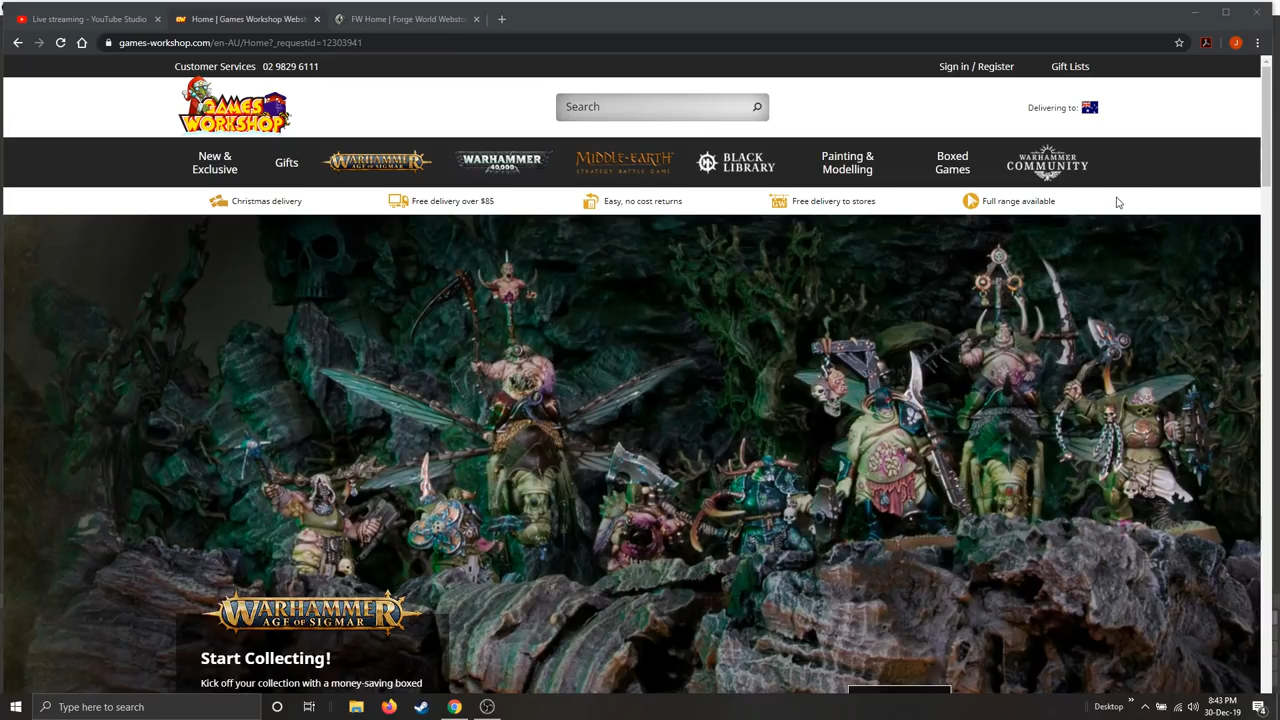 Live streaming - YouTube Studio
Home | Games Workshop Webst
FW Home | Forge World Websto
games-workshop.com/en-AU/Home?_requestid=12303941
J
Customer Services 02 9829 6111
Sign in / Register
Gift Lists
GAMES
WORKSHOP
Search
Delivering to:
New &
Exclusive
Gifts
WARHAMMER
AGE OF SIGMAR
WARHAMMER
40,000
MIDDLE-EARTH
STRATEGY BATTLE GAME
BLACK
LIBRARY
Painting &
Modelling
Boxed
Games
WARHAMMER
COMMUNITY
Christmas delivery
Free delivery over $85
Easy, no cost returns
Free delivery to stores
Full range available
WARHAMMER
AGE OF SIGMAR
Start Collecting!
Kick off your collection with a money-saving boxed
Type here to search
Desktop
8:43 PM
30-Dec-19
4